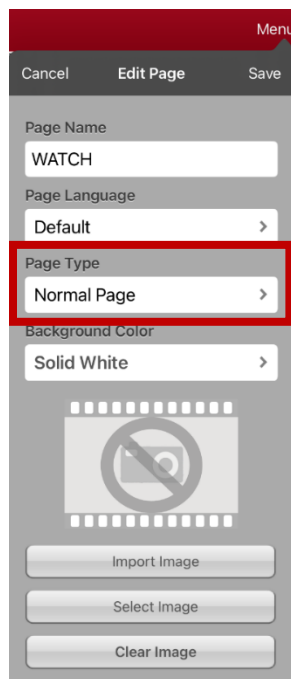 Menu
Cancel Edit Page Save
Page Name
WATCH
Page Language
Default
Page Type
Normal Page
Background Color
Solid White
Import Image
Select Image
Clear Image